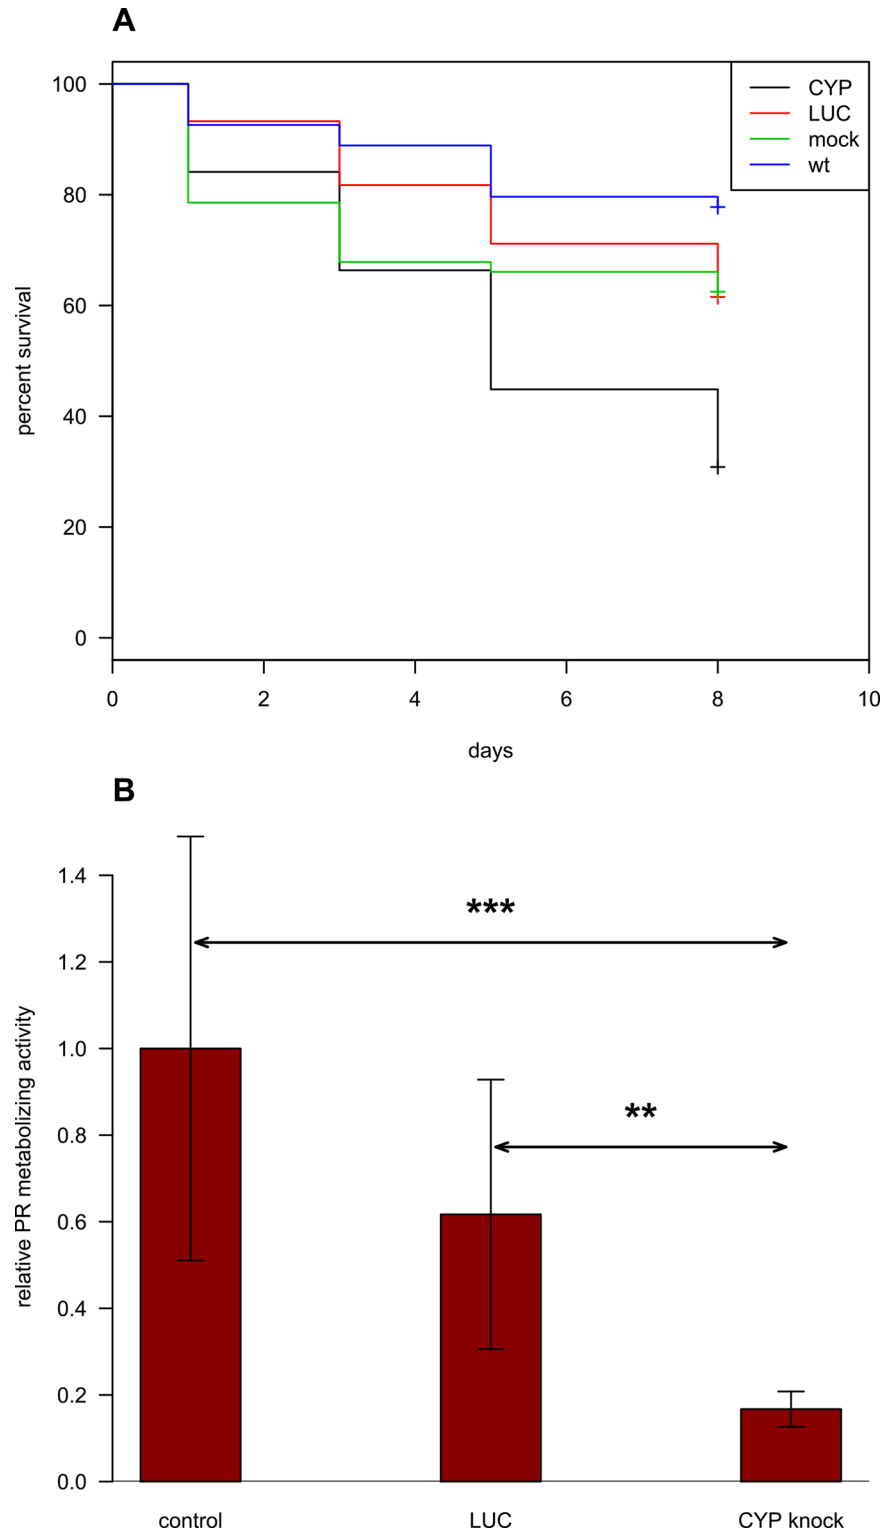 A
percent survival
100
80
60
40
20
0
CYP
LUC
mock
wt
0 2 4 6 8 10
days
B
relative PR metabolizing activity
1.4
1.2
1.0
0.8
0.6
0.4
0.2
0.0
***
**
control LUC CYP knock